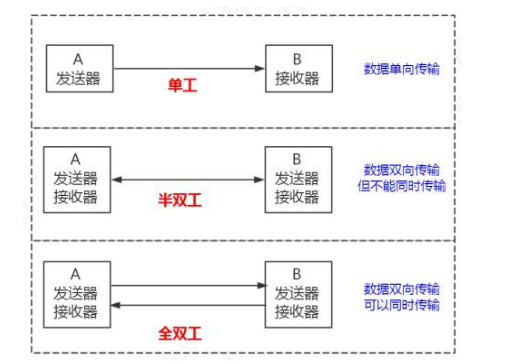 A
发送器
单工
B
接收器
数据单向传输
A
发送器
接收器
半双工
B
发送器
接收器
数据双向传输
但不能同时传输
A
发送器
接收器
全双工
B
发送器
接收器
数据双向传输
可以同时传输